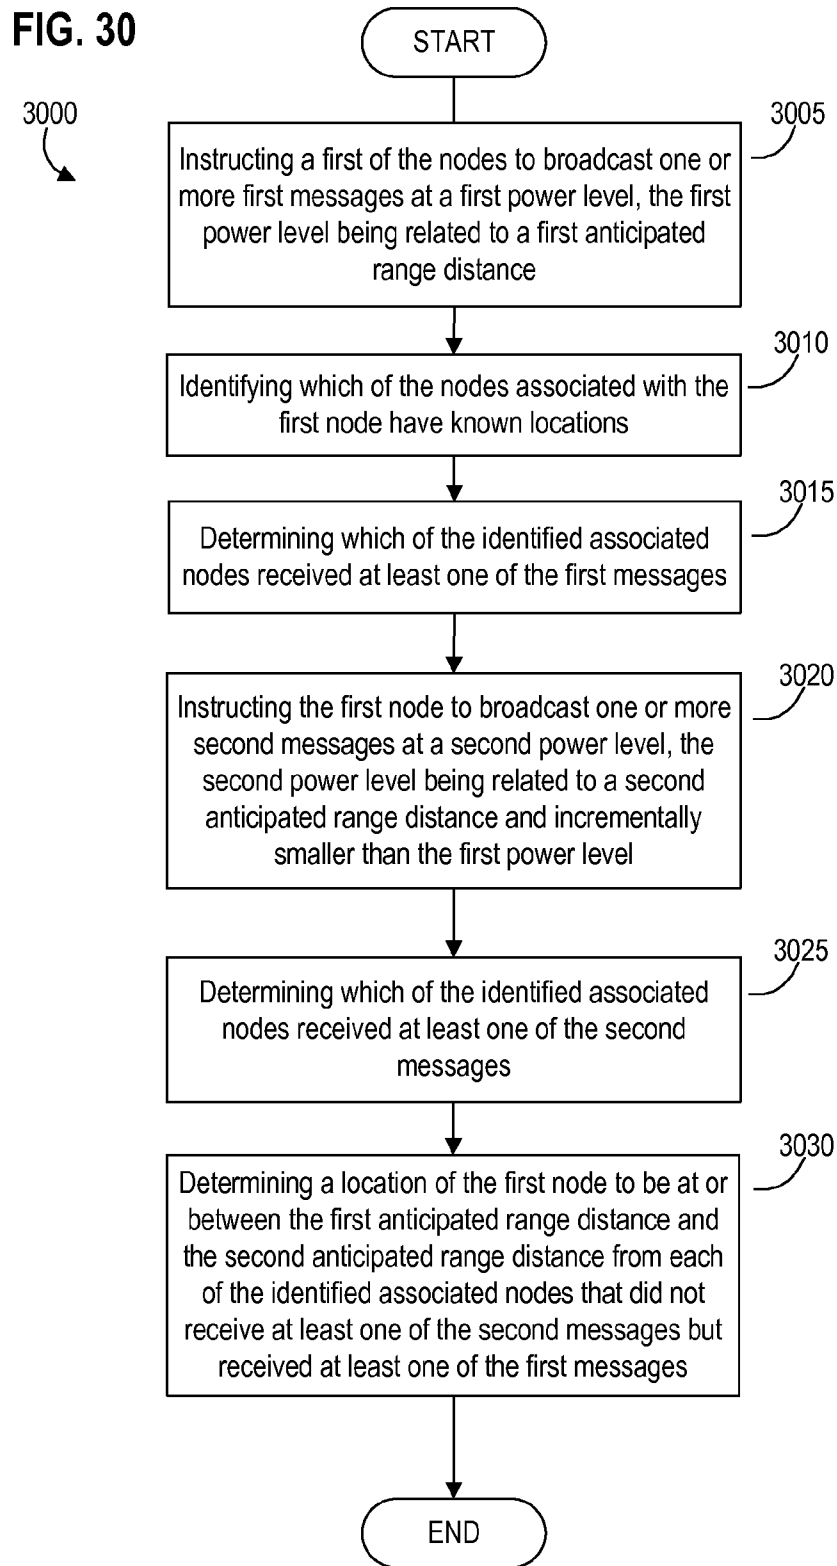 FIG. 30
START
3000
3005
Instructing a first of the nodes to broadcast one or
more first messages at a first power level, the first
power level being related to a first anticipated
range distance
3010
Identifying which of the nodes associated with the
first node have known locations
3015
Determining which of the identified associated
nodes received at least one of the first messages
3020
Instructing the first node to broadcast one or more
second messages at a second power level, the
second power level being related to a second
anticipated range distance and incrementally
smaller than the first power level
3025
Determining which of the identified associated
nodes received at least one of the second
messages
3030
Determining a location of the first node to be at or
between the first anticipated range distance and
the second anticipated range distance from each
of the identified associated nodes that did not
receive at least one of the second messages but
received at least one of the first messages
END